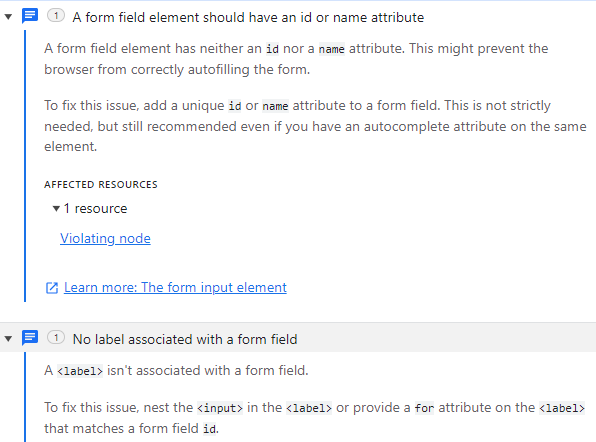 1 A form field element should have an id or name attribute
A form field element has neither an id nor a name attribute. This might prevent the
browser from correctly autofilling the form.
To fix this issue, add a unique id or name attribute to a form field. This is not strictly
needed, but still recommended even if you have an autocomplete attribute on the same
element.
AFFECTED RESOURCES
1 resource
Violating node
Learn more: The form input element
1 No label associated with a form field
A <label> isn't associated with a form field.
To fix this issue, nest the <input> in the <label> or provide a for attribute on the <label>
that matches a form field id.